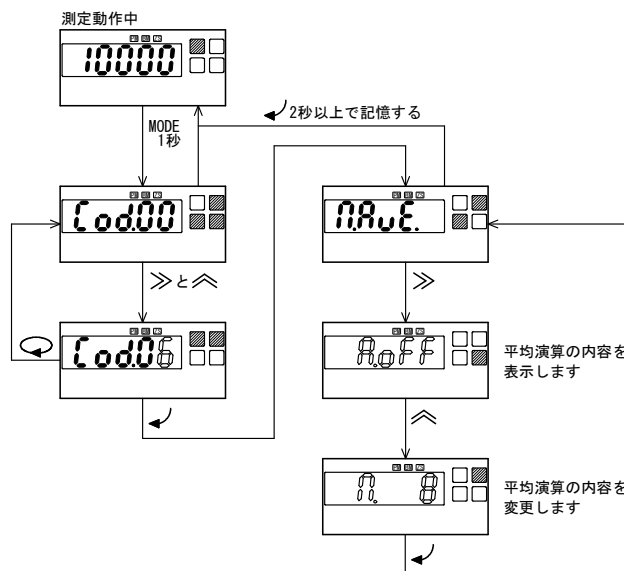 測定動作中
10000
2秒以上で記憶する
MODE
1秒
Cod.00
n.AvE.
≫と︽
≫
Cod.06
A.oFF
平均演算の内容を
表示します
n. 8
平均演算の内容を
変更します